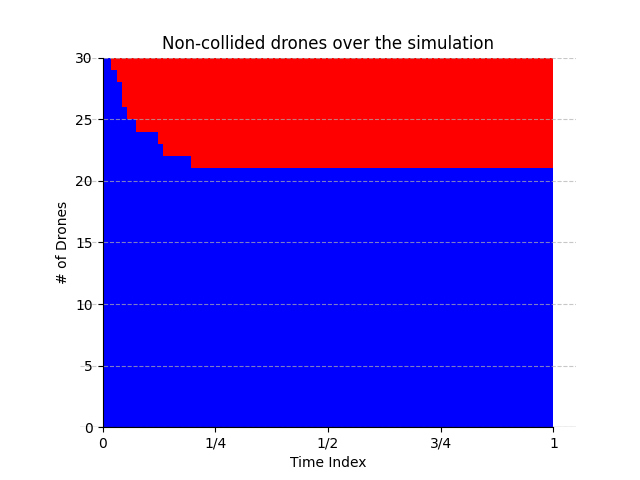 Non-collided drones over the simulation
30
25
20
15
10
5
0
# of Drones
0 1/4 1/2 3/4 1
Time Index